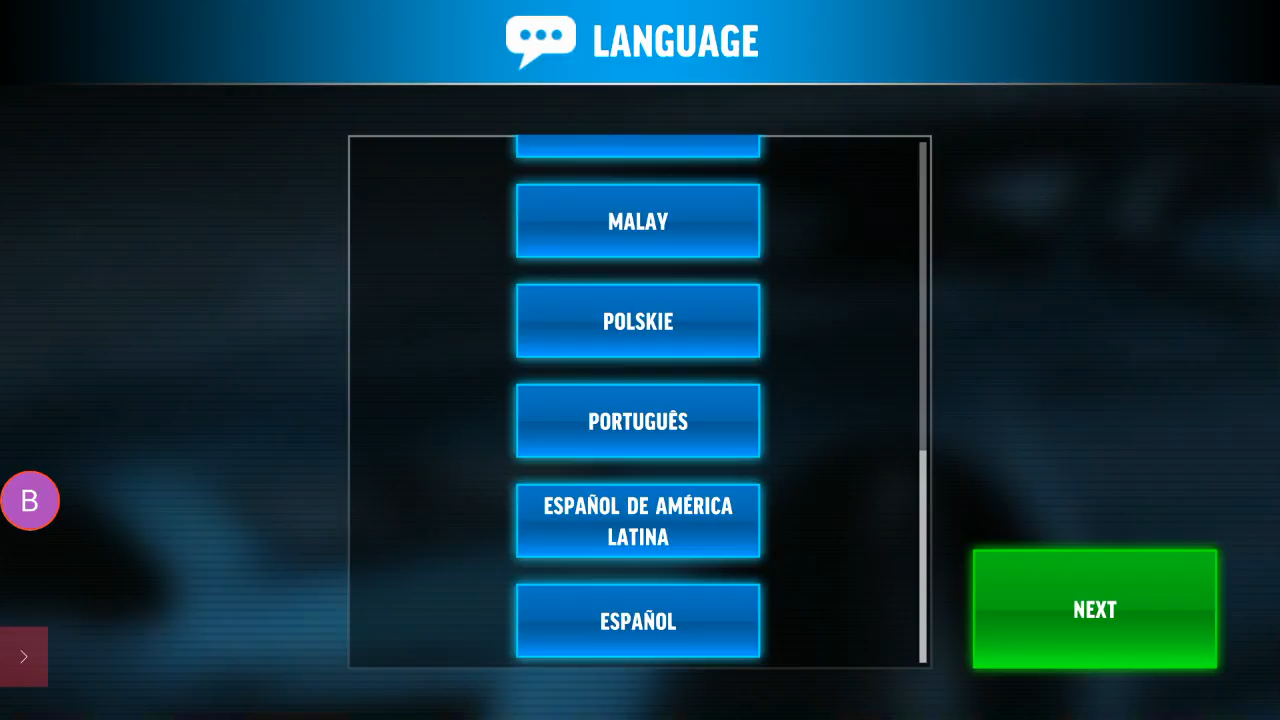 LANGUAGE
MALAY
POLSKIE
PORTUGUÊS
ESPAÑOL DE AMÉRICA
LATINA
ESPAÑOL
B
NEXT